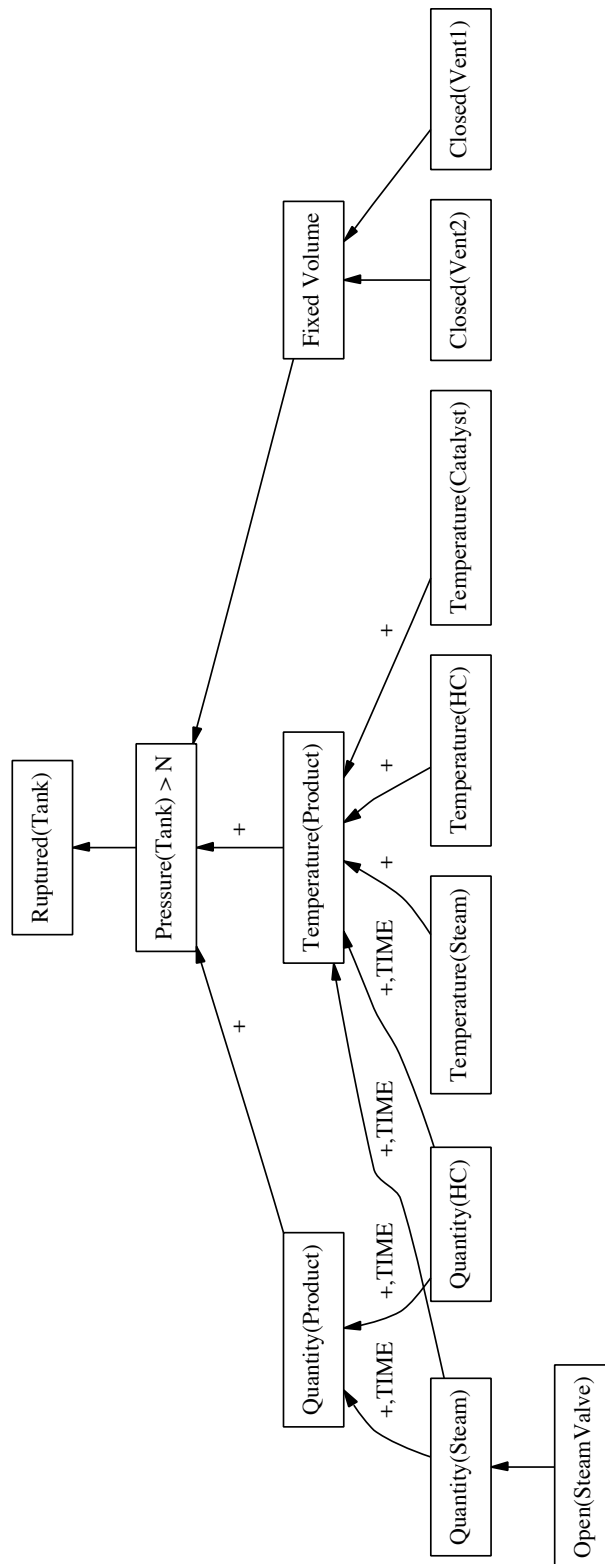 Ruptured(Tank)
Pressure(Tank) > N
+
+
Quantity(Product)
Temperature(Product)
Fixed Volume
+,TIME
+,TIME
+,TIME
+,TIME
+
+
+
Quantity(Steam)
Quantity(HC)
Temperature(Steam)
Temperature(HC)
Temperature(Catalyst)
Closed(Vent2)
Closed(Vent1)
Open(SteamValve)